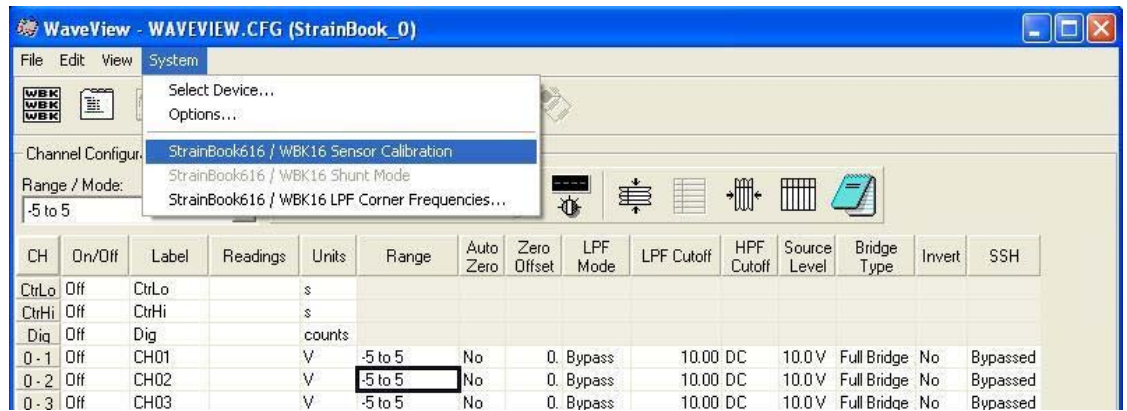 WaveView - WAVEVIEW.CFG (StrainBook_0)
File Edit View System
WBK
WBK
WBK
Select Device...
Options...
StrainBook616 / WBK16 Sensor Calibration
StrainBook616 / WBK16 Shunt Mode
StrainBook616 / WBK16 LPF Corner Frequencies...
Channel Configur
Range / Mode:
-5 to 5
CH On/Off Label Readings Units Range Auto Zero Zero Offset LPF Mode LPF Cutoff HPF Cutoff Source Level Bridge Type Invert SSH
CtrLo Off CtrLo s
CtrHi Off CtrHi s
Dig Off Dig counts
0 - 1 Off CH01 V -5 to 5 No 0. Bypass 10.00 DC 10.0 V Full Bridge No Bypassed
0 - 2 Off CH02 V -5 to 5 No 0. Bypass 10.00 DC 10.0 V Full Bridge No Bypassed
0 - 3 Off CH03 V -5 to 5 No 0. Bypass 10.00 DC 10.0 V Full Bridge No Bypassed